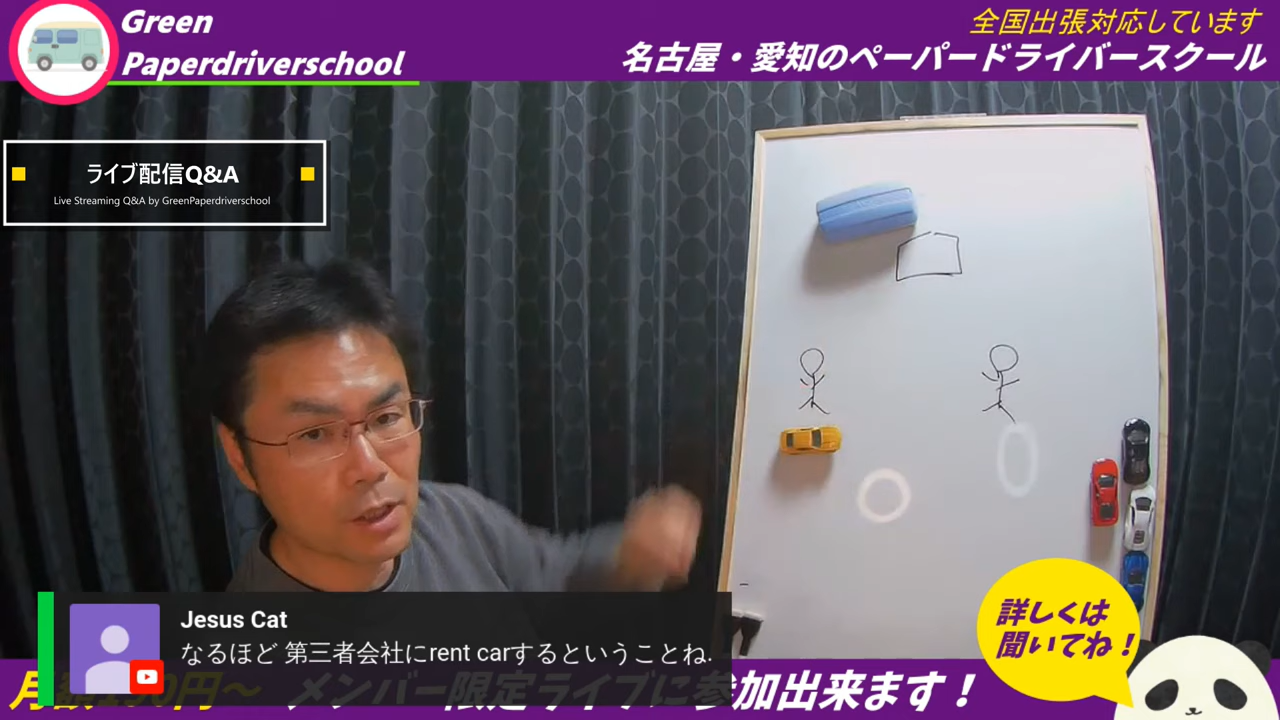 Green
Paperdriverschool
全国出張対応しています
名古屋・愛知のペーパードライバースクール
ライブ配信Q&A
Live Streaming Q&A by GreenPaperdriverschool
Jesus Cat
なるほど 第三者会社にrent carするということね.
詳しくは
聞いてね！
メンバー限定ライブに参加出来ます！